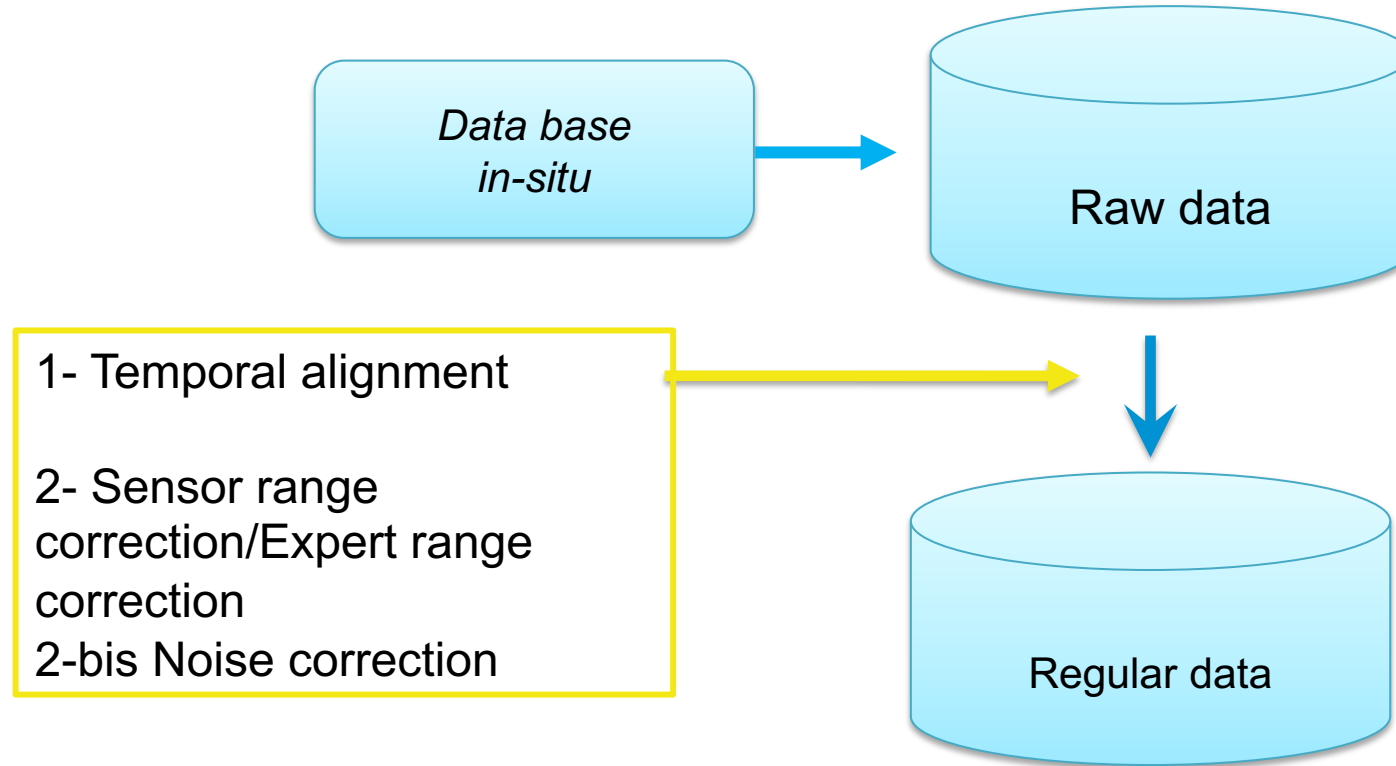 Data base
in-situ
Raw data
1- Temporal alignment
2- Sensor range
correction/Expert range
correction
2-bis Noise correction
Regular data